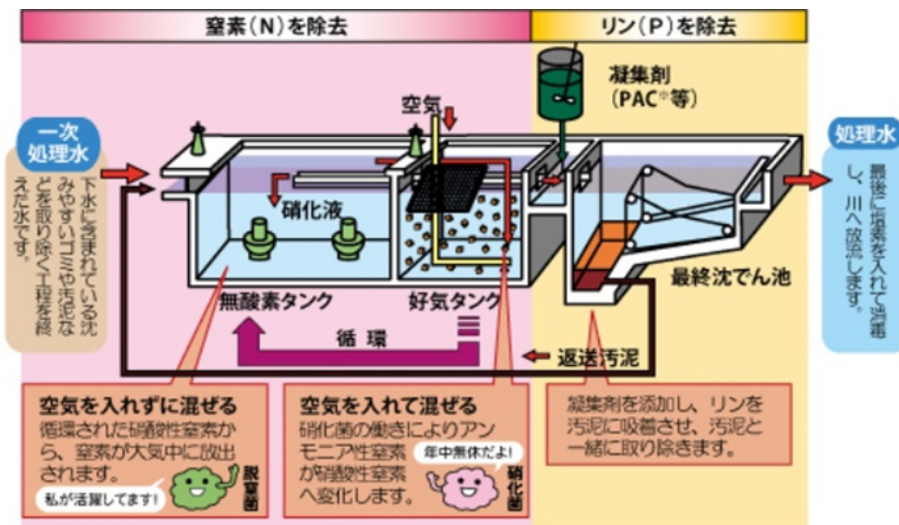 窒素(N)を除去
リン(P)を除去
凝集剤
(PAC※等)
空気
一次
処理水
下水に含まれている沈
みやすいゴミや汚泥な
どを取り除く工程を終
えた水です。
硝化液
無酸素タンク
好気タンク
最終沈でん池
処理水
最後に塩素を入れて消毒
し、川へ放流します。
循環
返送汚泥
空気を入れずに混ぜる
循環された硝酸性窒素か
ら、窒素が大気中に放出
されます。
私が活躍してます!
脱窒菌
空気を入れて混ぜる
硝化菌の働きによりアン
モニア性窒素
が硝酸性窒素
へ変化します。
年中無休だよ!
硝化菌
凝集剤を添加し、リンを
汚泥に吸着させ、汚泥と
一緒に取り除きます。